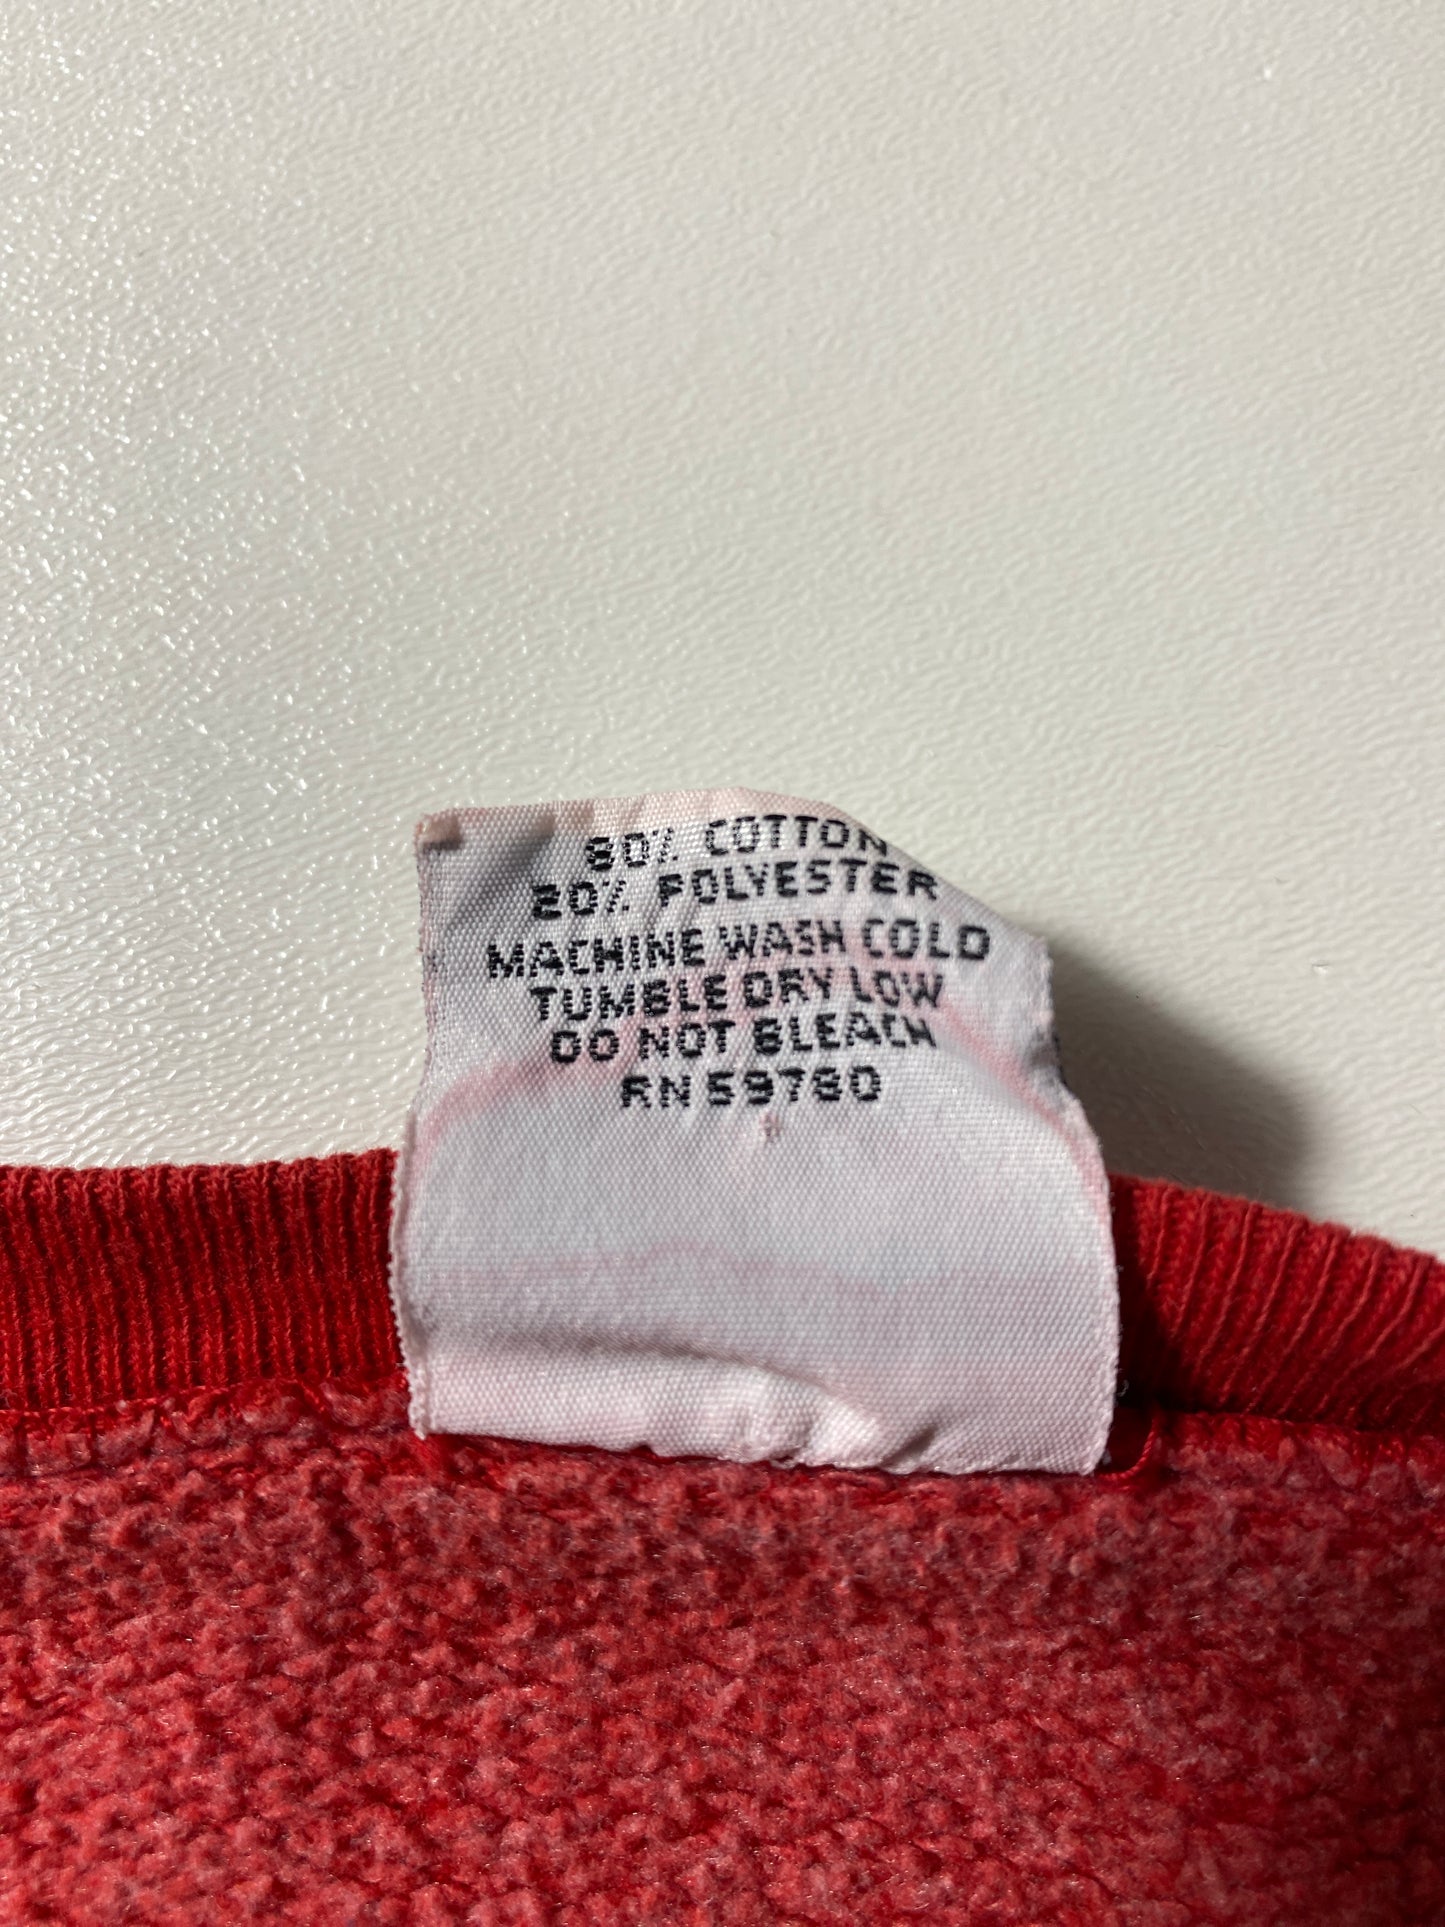 80% COTTON
20% POLYESTER
MACHINE WASH COLD
TUMBLE DRY LOW
DO NOT BLEACH
RN 59780